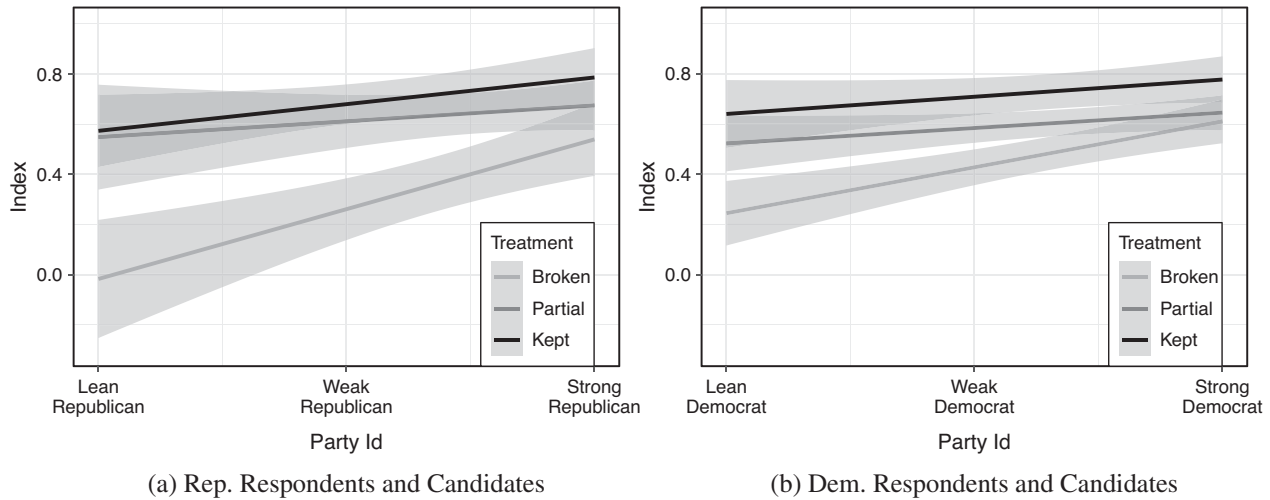 0.8
0.4
0.0
Index
Treatment
Broken
Partial
Kept
Lean
Republican
Weak
Republican
Strong
Republican
Party Id
(a) Rep. Respondents and Candidates
0.8
0.4
0.0
Index
Treatment
Broken
Partial
Kept
Lean
Democrat
Weak
Democrat
Strong
Democrat
Party Id
(b) Dem. Respondents and Candidates